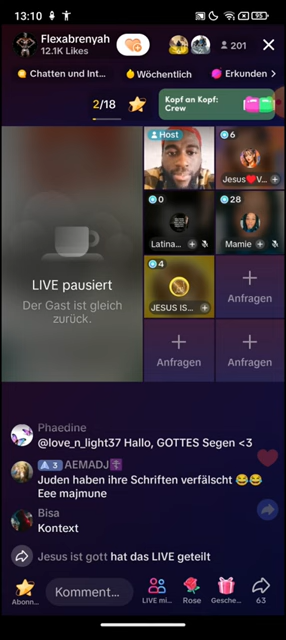 13:10
95
Flexabrenyah
12.1K Likes
201
Chatten und Int...
Wöchentlich
Erkunden
2/18
Kopf an Kopf:
Crew
Host
6
Jesus❤️V...
LIVE pausiert
Der Gast ist gleich
zurück.
0
Latina...
28
Mamie
4
JESUS IS...
+
Anfragen
+
Anfragen
+
Anfragen
Phaedine
@love_n_light37 Hallo, GOTTES Segen <3
3 AEMADJ✝️
Juden haben ihre Schriften verfälscht 😂😂
Eee majmune
Bisa
Kontext
Jesus ist gott hat das LIVE geteilt
Abonn...
Komment...
LIVE mi...
Rose
Gesche...
63